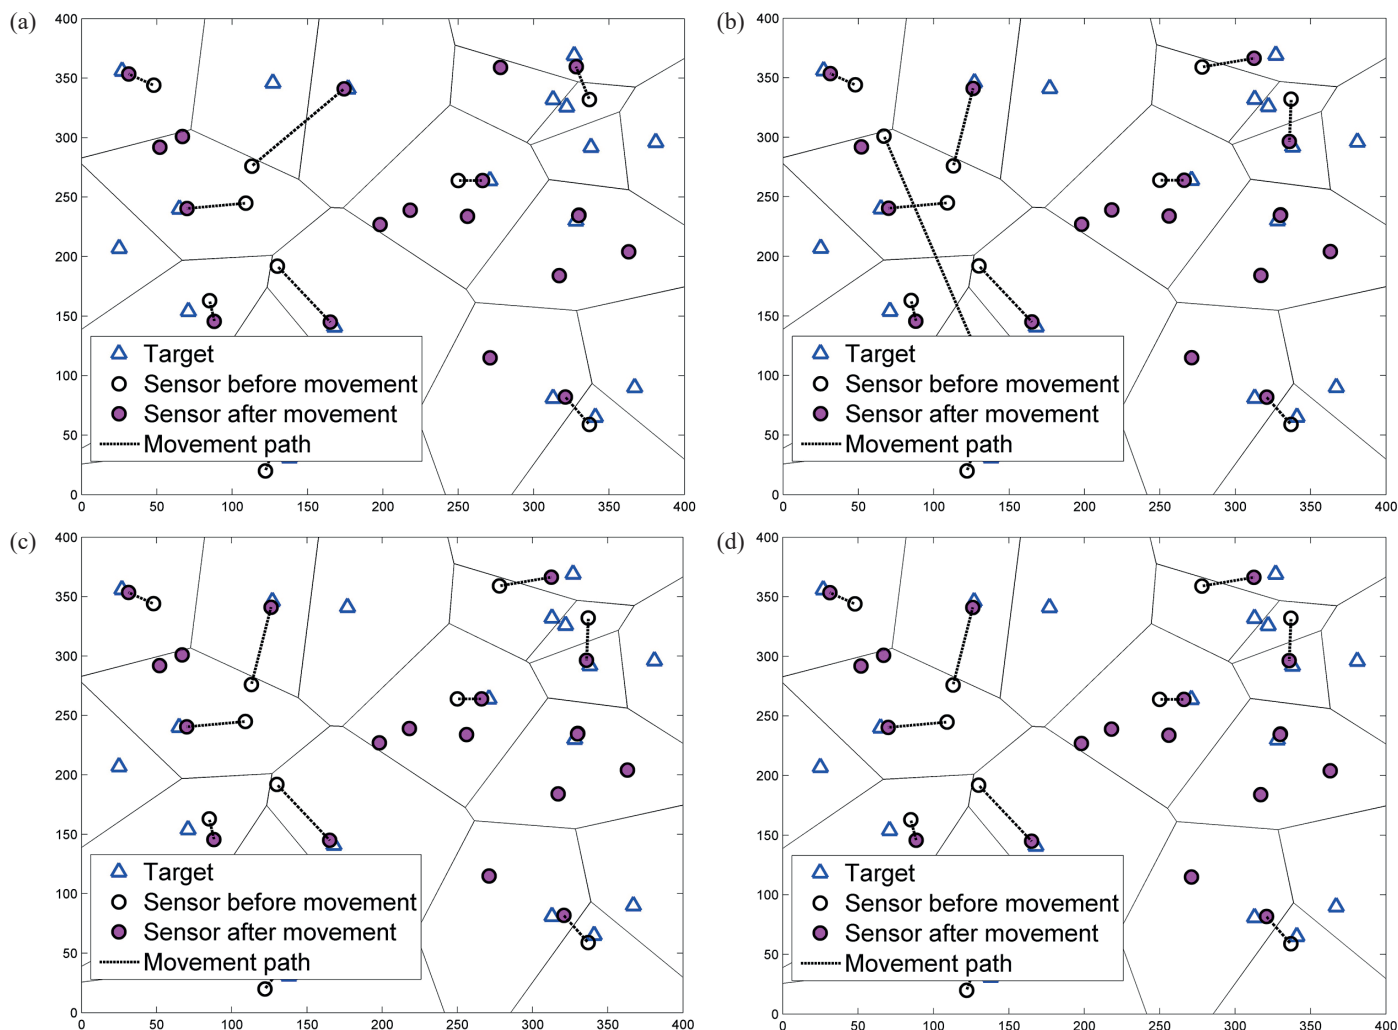 (a)
400
350
300
250
200
150
100
50
0
Target
Sensor before movement
Sensor after movement
Movement path
0 50 100 150 200 250 300 350 400
(b)
400
350
300
250
200
150
100
50
0
Target
Sensor before movement
Sensor after movement
Movement path
0 50 100 150 200 250 300 350 400
(c)
400
350
300
250
200
150
100
50
0
Target
Sensor before movement
Sensor after movement
Movement path
0 50 100 150 200 250 300 350 400
(d)
400
350
300
250
200
150
100
50
0
Target
Sensor before movement
Sensor after movement
Movement path
0 50 100 150 200 250 300 350 400